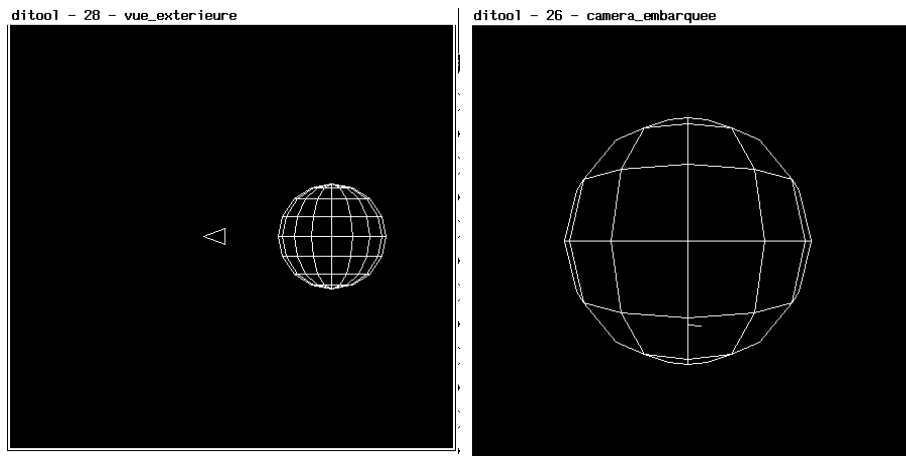 ditool - 28 - vue_exterieure
ditool - 26 - camera_embarquee